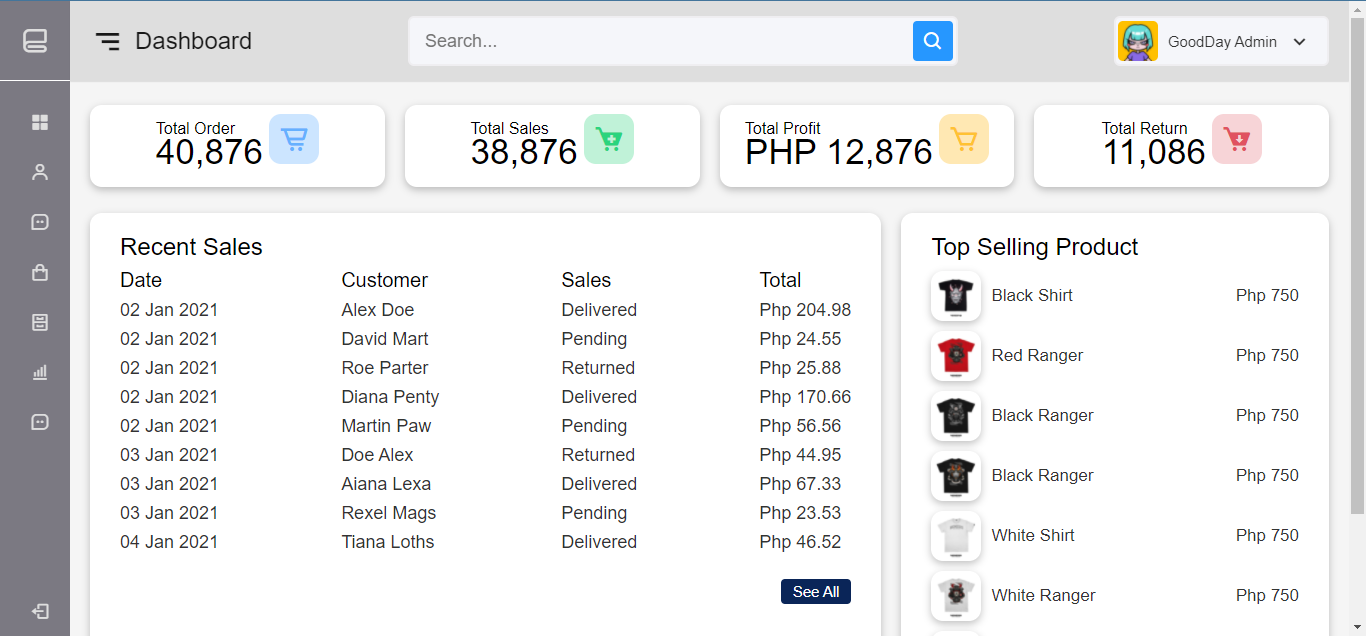 Dashboard
Search...
GoodDay Admin
Total Order
40,876
Total Sales
38,876
Total Profit
PHP 12,876
Total Return
11,086
Recent Sales
Date Customer Sales Total
02 Jan 2021 Alex Doe Delivered Php 204.98
02 Jan 2021 David Mart Pending Php 24.55
02 Jan 2021 Roe Parter Returned Php 25.88
02 Jan 2021 Diana Penty Delivered Php 170.66
02 Jan 2021 Martin Paw Pending Php 56.56
03 Jan 2021 Doe Alex Returned Php 44.95
03 Jan 2021 Aiana Lexa Delivered Php 67.33
03 Jan 2021 Rexel Mags Pending Php 23.53
04 Jan 2021 Tiana Loths Delivered Php 46.52
See All
Top Selling Product
Black Shirt Php 750
Red Ranger Php 750
Black Ranger Php 750
Black Ranger Php 750
White Shirt Php 750
White Ranger Php 750